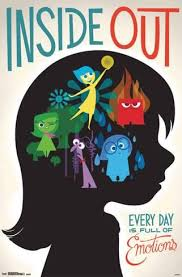 INSIDE OUT
EVERY DAY
IS FULL OF
Emotions